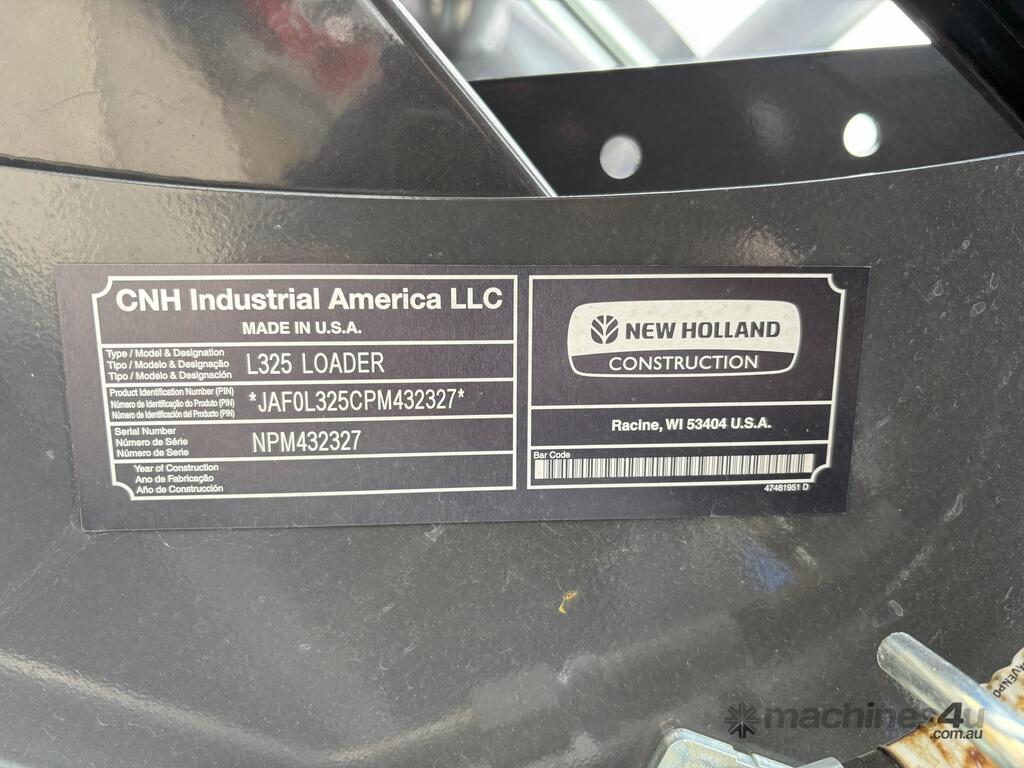 CNH Industrial America LLC
MADE IN U.S.A.
Type / Model & Designation
Tipo / Modelo & Designação
Tipo / Modelo & Designación
L325 LOADER
Product Identification Number (PIN)
Número de Identificação do Produto (PIN)
Número de Identificación del Producto (PIN)
*JAF0L325CPM432327*
Serial Number
Número de Série
Número de Serie
NPM432327
Year of Construction
Ano de Fabricação
Año de Construcción
NEW HOLLAND
CONSTRUCTION
Racine, WI 53404 U.S.A.
Bar Code
47481951 D
machines4u
.com.au